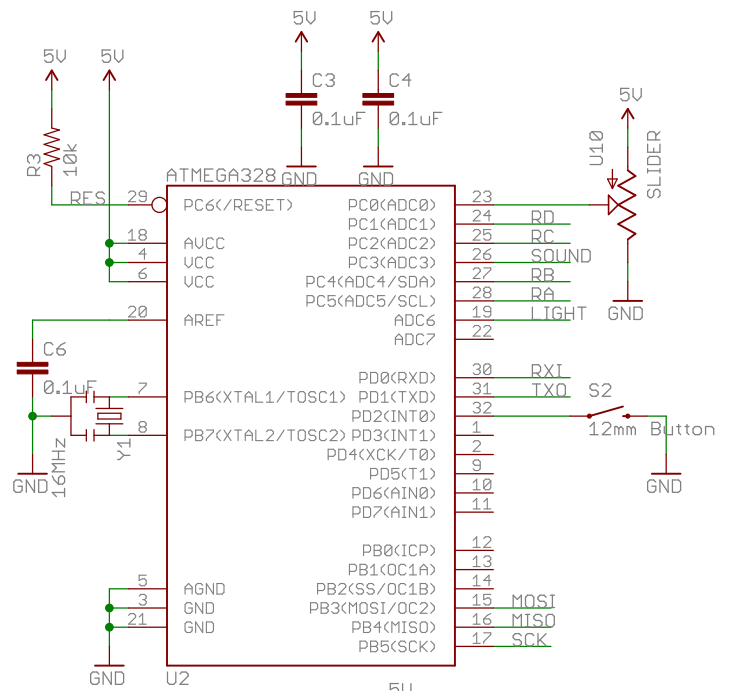 5V 5V
5V 5V
C3 C4
0.1uF 0.1uF
GND GND
R3
10k
ATMEGA328
RES 29 PC6(/RESET)
18 AVCC
4 VCC
6 VCC
20 AREF
C6
0.1uF
7 PB6(XTAL1/TOSC1)
8 PB7(XTAL2/TOSC2)
Y1
16MHz
GND
5 AGND
3 GND
21 GND
GND
U2
PC0(ADC0) 23
PC1(ADC1) 24 RD
PC2(ADC2) 25 RC
PC3(ADC3) 26 SOUND
PC4(ADC4/SDA) 27 RB
PC5(ADC5/SCL) 28 RA
ADC6 19 LIGHT
ADC7 22
PD0(RXD) 30 RXI
PD1(TXD) 31 TXO
PD2(INT0) 32
PD3(INT1) 1
PD4(XCK/T0) 2
PD5(T1) 9
PD6(AIN0) 10
PD7(AIN1) 11
PB0(ICP) 12
PB1(OC1A) 13
PB2(SS/OC1B) 14
PB3(MOSI/OC2) 15 MOSI
PB4(MISO) 16 MISO
PB5(SCK) 17 SCK
5V
U10
SLIDER
GND
S2
12mm Button
GND
5V